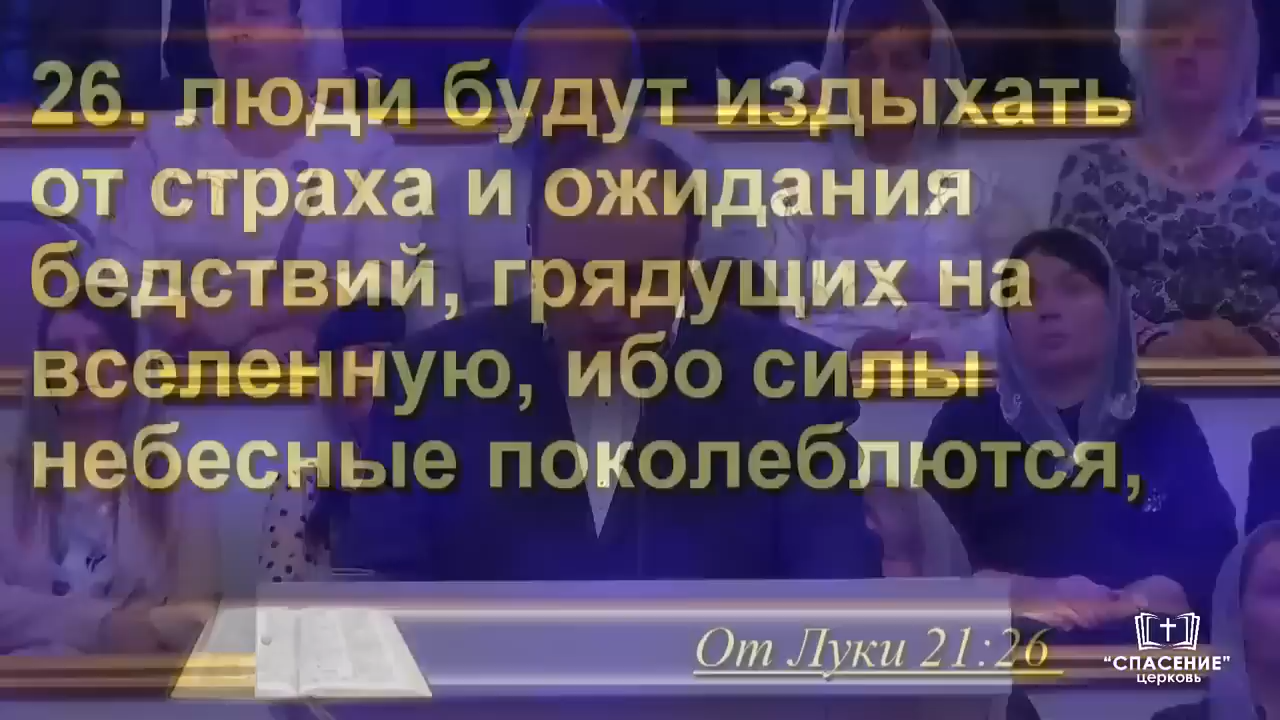 26. люди будут издыхать
от страха и ожидания
бедствий, грядущих на
вселенную, ибо силы
небесные поколеблются,
От Луки 21:26
"СПАСЕНИЕ"
церковь